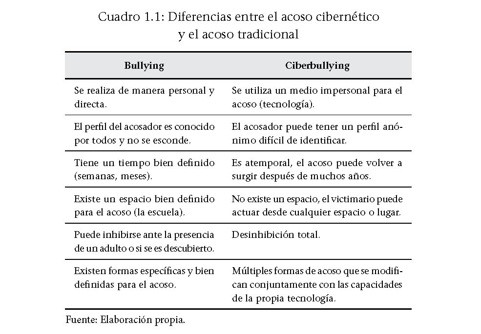 Cuadro 1.1: Diferencias entre el acoso cibernético
y el acoso tradicional
Bullying
Ciberbullying
Se realiza de manera personal y
directa.
Se utiliza un medio impersonal para el
acoso (tecnología).
El perfil del acosador es conocido
por todos y no se esconde.
El acosador puede tener un perfil anó-
nimo difícil de identificar.
Tiene un tiempo bien definido
(semanas, meses).
Es atemporal, el acoso puede volver a
surgir después de muchos años.
Existe un espacio bien definido
para el acoso (la escuela).
No existe un espacio, el victimario puede
actuar desde cualquier espacio o lugar.
Puede inhibirse ante la presencia
de un adulto o si se es descubierto.
Desinhibición total.
Existen formas específicas y bien
definidas para el acoso.
Múltiples formas de acoso que se modifi-
can conjuntamente con las capacidades
de la propia tecnología.
Fuente: Elaboración propia.